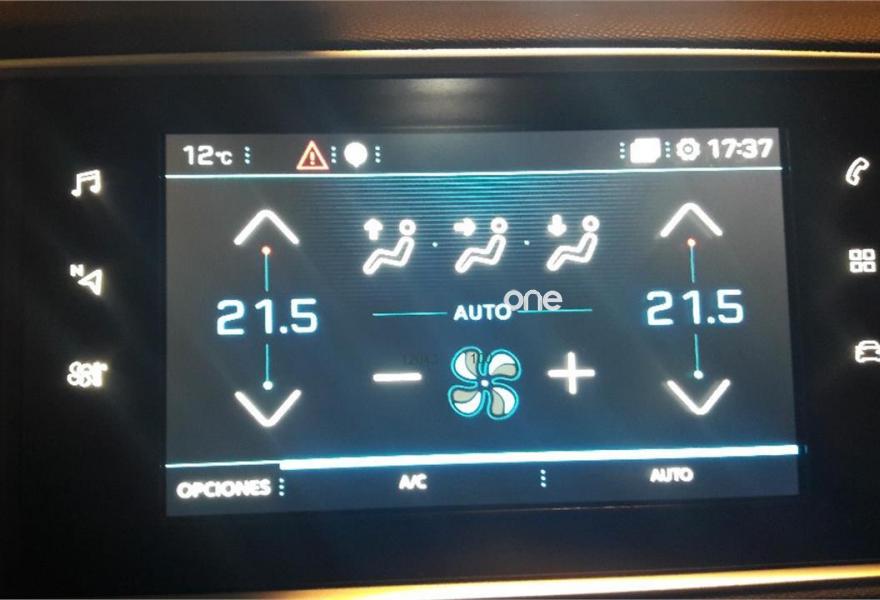 12°C
17:37
N
21.5
21.5
AUTO
one
OPCIONES
A/C
AUTO